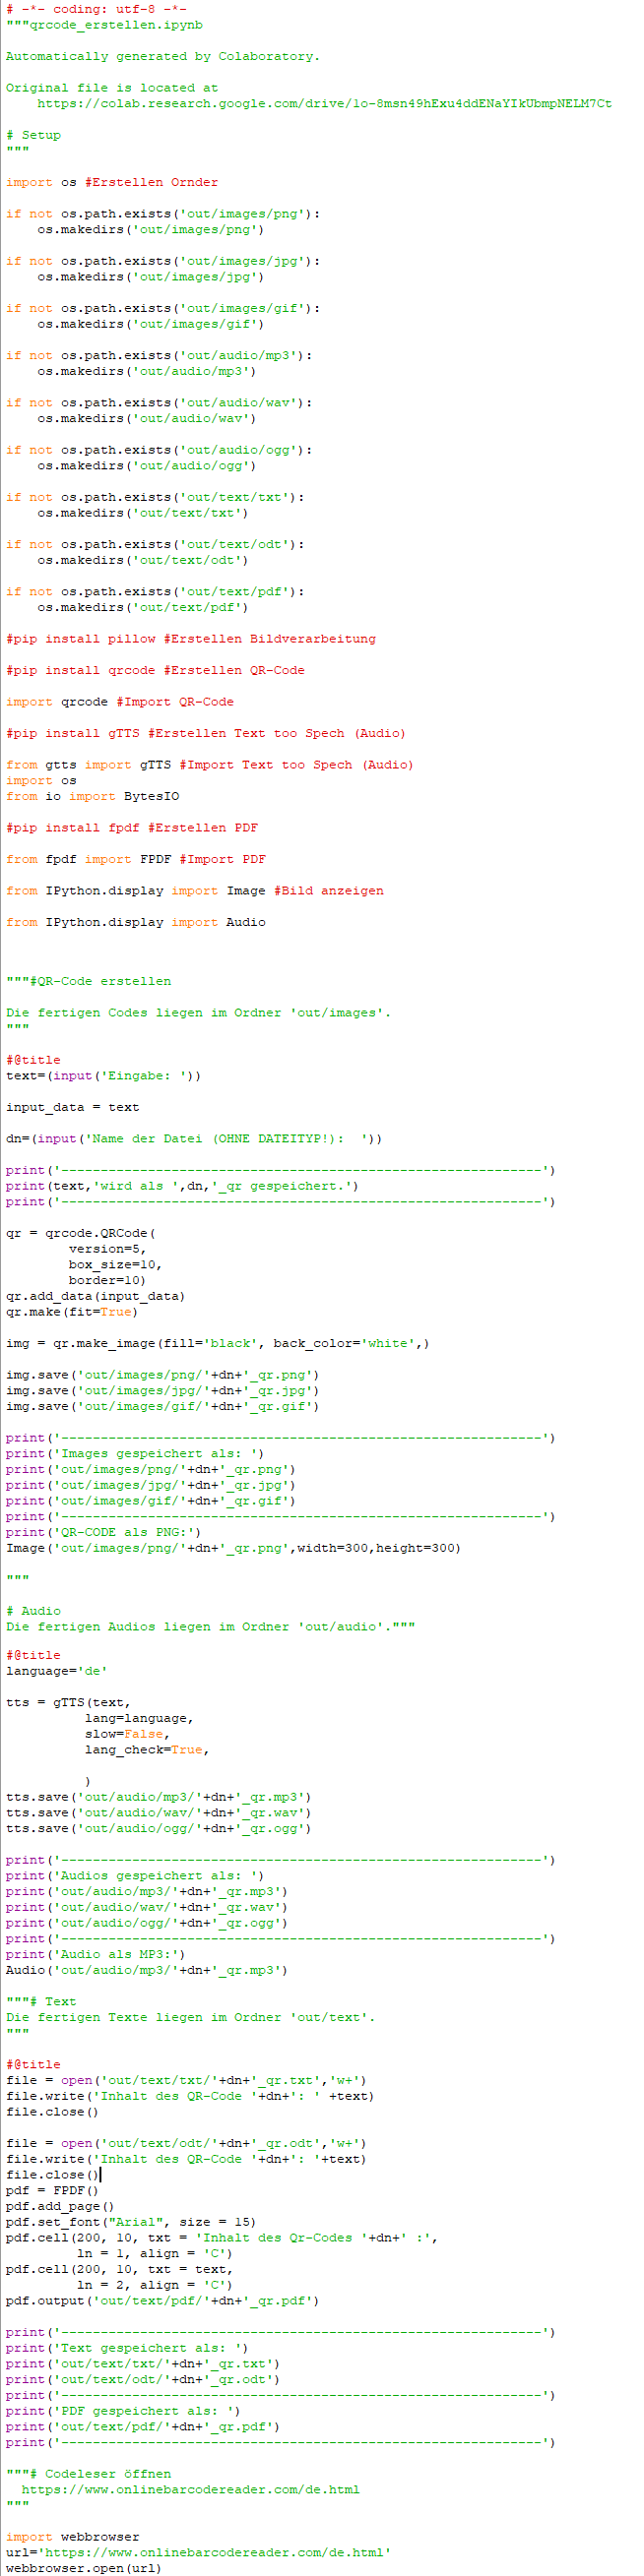 # -*- coding: utf-8 -*-
"""qrcode_erstellen.ipynb

Automatically generated by Colaboratory.

Original file is located at
    https://colab.research.google.com/drive/1o-8msn49hExu4ddENaYIkUbmpNELM7Ct

# Setup
"""

import os #Erstellen Ornder

if not os.path.exists('out/images/png'):
    os.makedirs('out/images/png')

if not os.path.exists('out/images/jpg'):
    os.makedirs('out/images/jpg')

if not os.path.exists('out/images/gif'):
    os.makedirs('out/images/gif')

if not os.path.exists('out/audio/mp3'):
    os.makedirs('out/audio/mp3')

if not os.path.exists('out/audio/wav'):
    os.makedirs('out/audio/wav')

if not os.path.exists('out/audio/ogg'):
    os.makedirs('out/audio/ogg')

if not os.path.exists('out/text/txt'):
    os.makedirs('out/text/txt')

if not os.path.exists('out/text/odt'):
    os.makedirs('out/text/odt')

if not os.path.exists('out/text/pdf'):
    os.makedirs('out/text/pdf')

#pip install pillow #Erstellen Bildverarbeitung

#pip install qrcode #Erstellen QR-Code

import qrcode #Import QR-Code

#pip install gTTS #Erstellen Text too Spech (Audio)

from gtts import gTTS #Import Text too Spech (Audio)
import os
from io import BytesIO

#pip install fpdf #Erstellen PDF

from fpdf import FPDF #Import PDF

from IPython.display import Image #Bild anzeigen

from IPython.display import Audio

"""#QR-Code erstellen

Die fertigen Codes liegen im Ordner 'out/images'.
"""

#@title
text=(input('Eingabe: '))

input_data = text

dn=(input('Name der Datei (OHNE DATEITYP!):  '))

print('-------------------------------------------------------------')
print(text,'wird als ',dn,'_qr gespeichert.')
print('-------------------------------------------------------------')

qr = qrcode.QRCode(
        version=5,
        box_size=10,
        border=10)
qr.add_data(input_data)
qr.make(fit=True)

img = qr.make_image(fill='black', back_color='white',)

img.save('out/images/png/'+dn+'_qr.png')
img.save('out/images/jpg/'+dn+'_qr.jpg')
img.save('out/images/gif/'+dn+'_qr.gif')

print('-------------------------------------------------------------')
print('Images gespeichert als: ')
print('out/images/png/'+dn+'_qr.png')
print('out/images/jpg/'+dn+'_qr.jpg')
print('out/images/gif/'+dn+'_qr.gif')
print('-------------------------------------------------------------')
print('QR-CODE als PNG:')
Image('out/images/png/'+dn+'_qr.png',width=300,height=300)

"""

# Audio
Die fertigen Audios liegen im Ordner 'out/audio'."""

#@title
language='de'

tts = gTTS(text,
          lang=language,
          slow=False,
          lang_check=True,

          )
tts.save('out/audio/mp3/'+dn+'_qr.mp3')
tts.save('out/audio/wav/'+dn+'_qr.wav')
tts.save('out/audio/ogg/'+dn+'_qr.ogg')

print('-------------------------------------------------------------')
print('Audios gespeichert als: ')
print('out/audio/mp3/'+dn+'_qr.mp3')
print('out/audio/wav/'+dn+'_qr.wav')
print('out/audio/ogg/'+dn+'_qr.ogg')
print('-------------------------------------------------------------')
print('Audio als MP3:')
Audio('out/audio/mp3/'+dn+'_qr.mp3')

"""# Text
Die fertigen Texte liegen im Ordner 'out/text'.
"""

#@title
file = open('out/text/txt/'+dn+'_qr.txt','w+')
file.write('Inhalt des QR-Code '+dn+': ' +text)
file.close()

file = open('out/text/odt/'+dn+'_qr.odt','w+')
file.write('Inhalt des QR-Code '+dn+': '+text)
file.close()
pdf = FPDF()
pdf.add_page()
pdf.set_font("Arial", size = 15)
pdf.cell(200, 10, txt = 'Inhalt des Qr-Codes '+dn+' :',
         ln = 1, align = 'C')
pdf.cell(200, 10, txt = text,
         ln = 2, align = 'C')
pdf.output('out/text/pdf/'+dn+'_qr.pdf')

print('-------------------------------------------------------------')
print('Text gespeichert als: ')
print('out/text/txt/'+dn+'_qr.txt')
print('out/text/odt/'+dn+'_qr.odt')
print('-------------------------------------------------------------')
print('PDF gespeichert als: ')
print('out/text/pdf/'+dn+'_qr.pdf')
print('-------------------------------------------------------------')

"""# Codeleser öffnen
  https://www.onlinebarcodereader.com/de.html
"""

import webbrowser
url='https://www.onlinebarcodereader.com/de.html'
webbrowser.open(url)